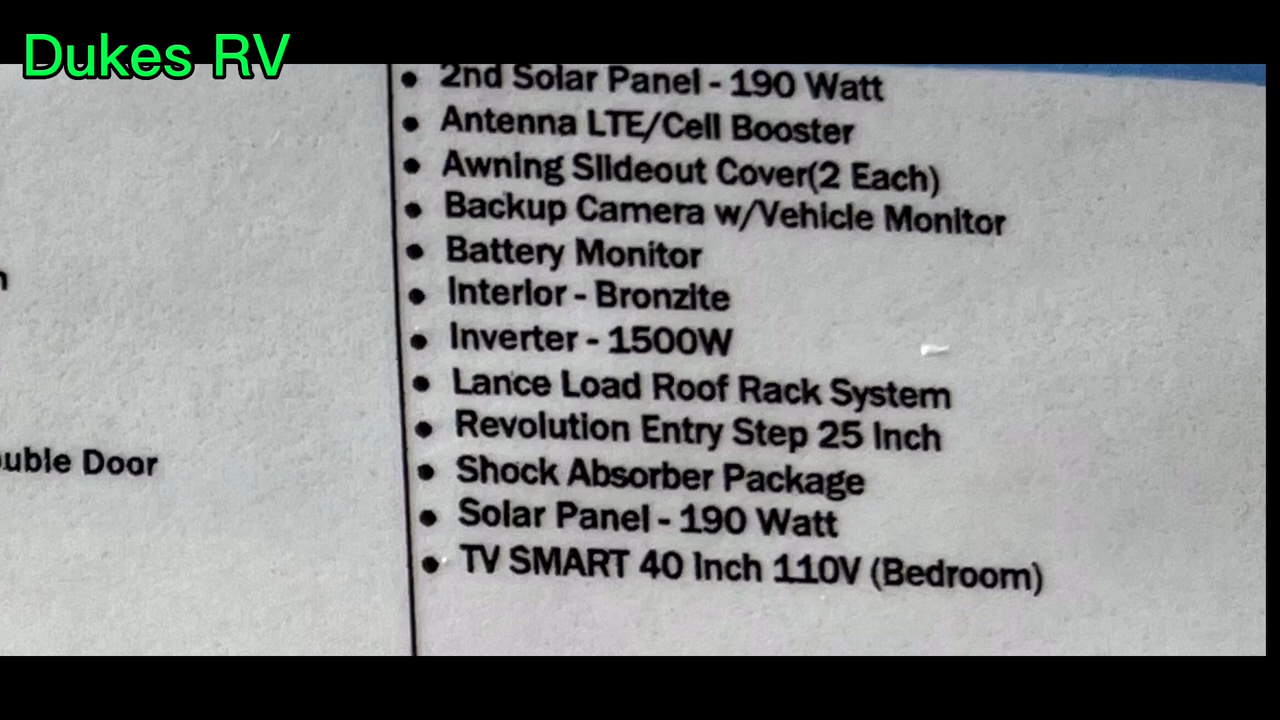 Dukes RV
• 2nd Solar Panel - 190 Watt
• Antenna LTE/Cell Booster
• Awning Slideout Cover(2 Each)
• Backup Camera w/Vehicle Monitor
• Battery Monitor
• Interior - Bronzite
• Inverter - 1500W
• Lance Load Roof Rack System
• Revolution Entry Step 25 Inch
uble Door
• Shock Absorber Package
• Solar Panel - 190 Watt
• TV SMART 40 Inch 110V (Bedroom)